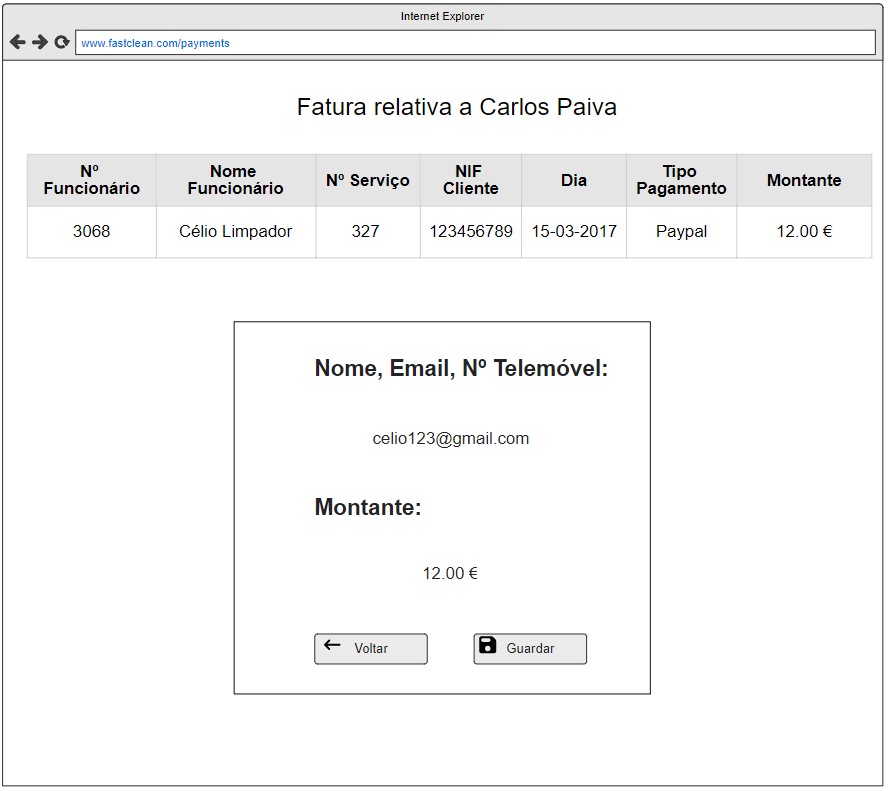 Internet Explorer
www.fastclean.com/payments
Fatura relativa a Carlos Paiva
Nº Funcionário Nome Funcionário Nº Serviço NIF Cliente Dia Tipo Pagamento Montante
3068 Célio Limpador 327 123456789 15-03-2017 Paypal 12.00 €
Nome, Email, Nº Telemóvel:
celio123@gmail.com
Montante:
12.00 €
Voltar Guardar